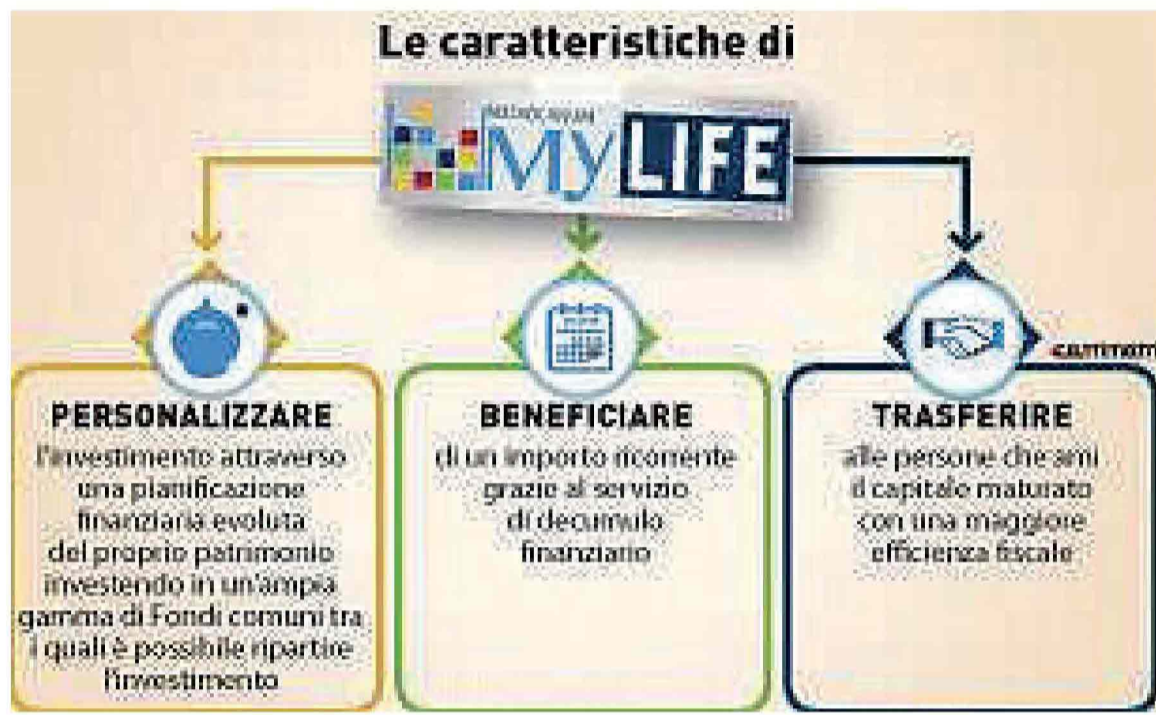 Le caratteristiche di
My LIFE
PERSONALIZZARE
l'investimento attraverso
una pianificazione
finanziaria evoluta
del proprio patrimonio
investendo in un'ampia
gamma di Fondi comuni tra
i quali è possibile ripartire
l'investimento
BENEFICIARE
di un importo ricorrente
grazie al servizio
di decumulo
finanziario
TRASFERIRE
alle persone che ami
il capitale maturato
con una maggiore
efficienza fiscale